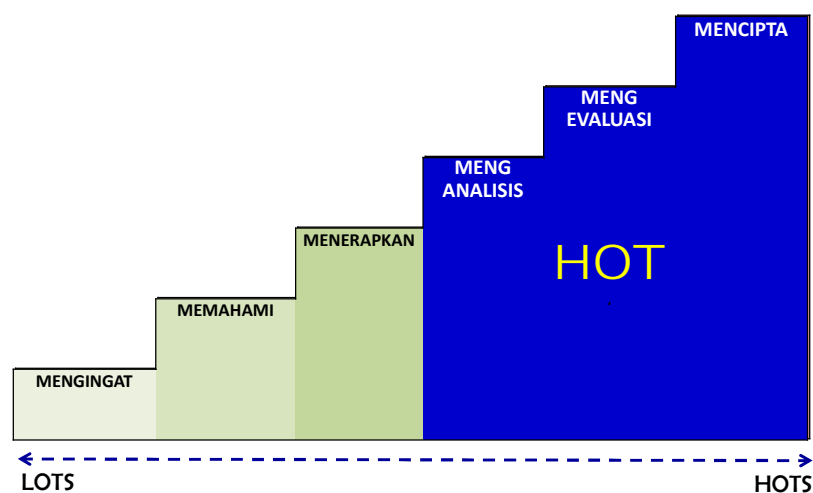 MENCIPTA
MENG
EVALUASI
MENG
ANALISIS
MENERAPKAN
HOT
MEMAHAMI
MENGINGAT
LOTS
HOTS